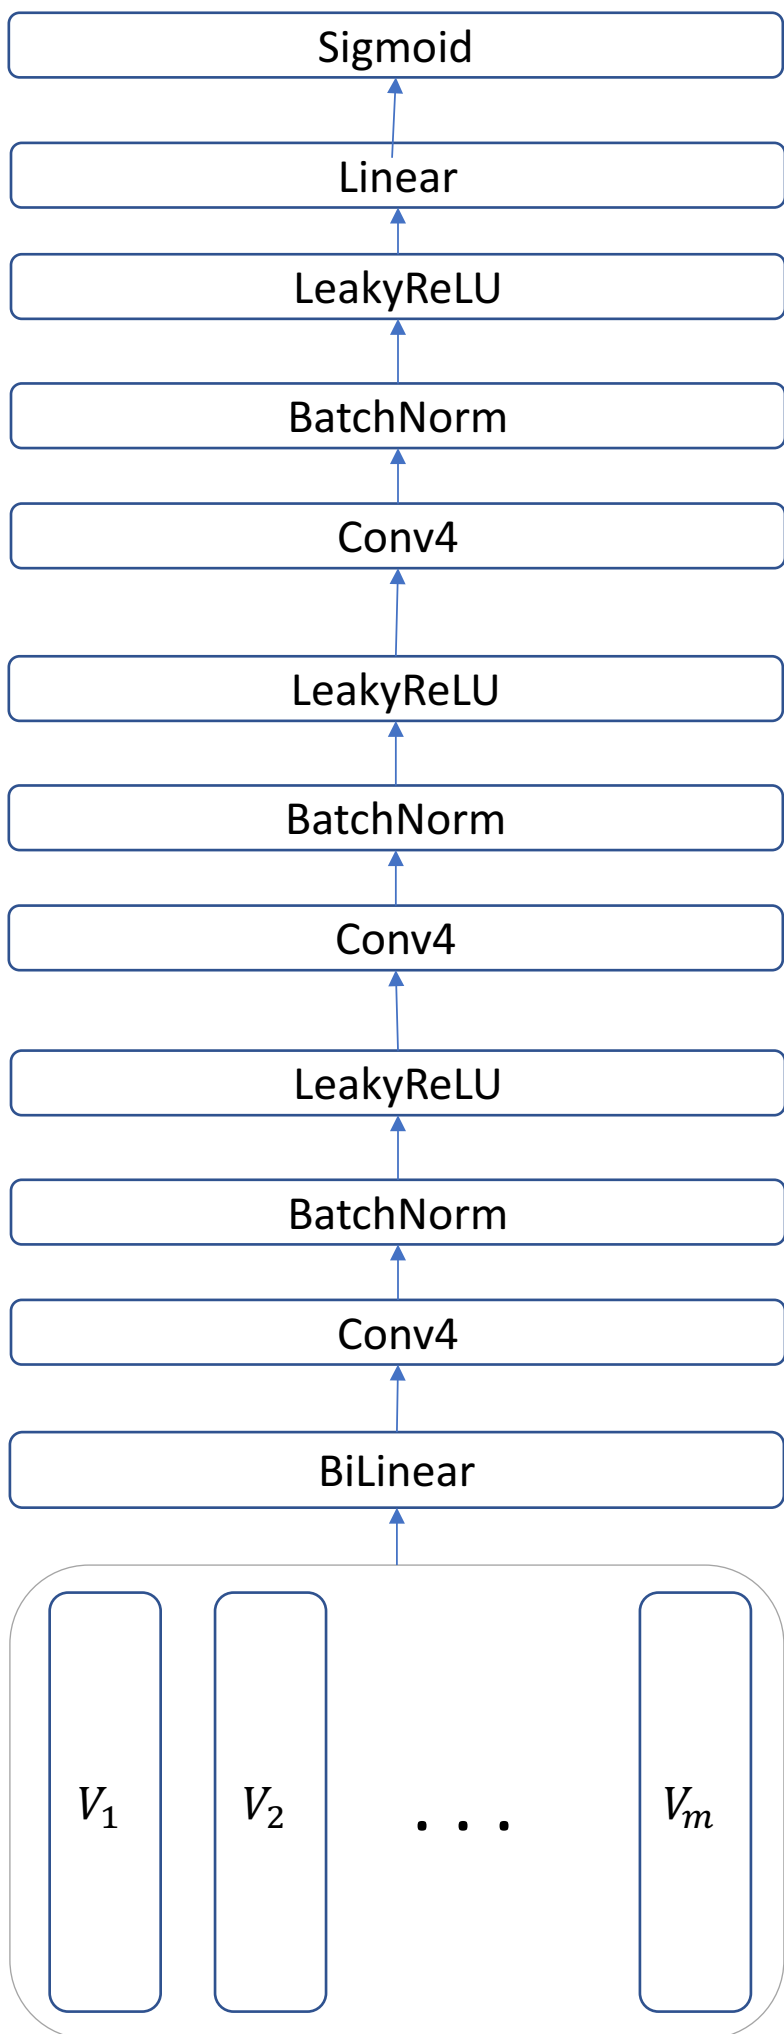 Sigmoid
Linear
LeakyReLU
BatchNorm
Conv4
LeakyReLU
BatchNorm
Conv4
LeakyReLU
BatchNorm
Conv4
BiLinear
V₁ V₂ . . . Vₘ